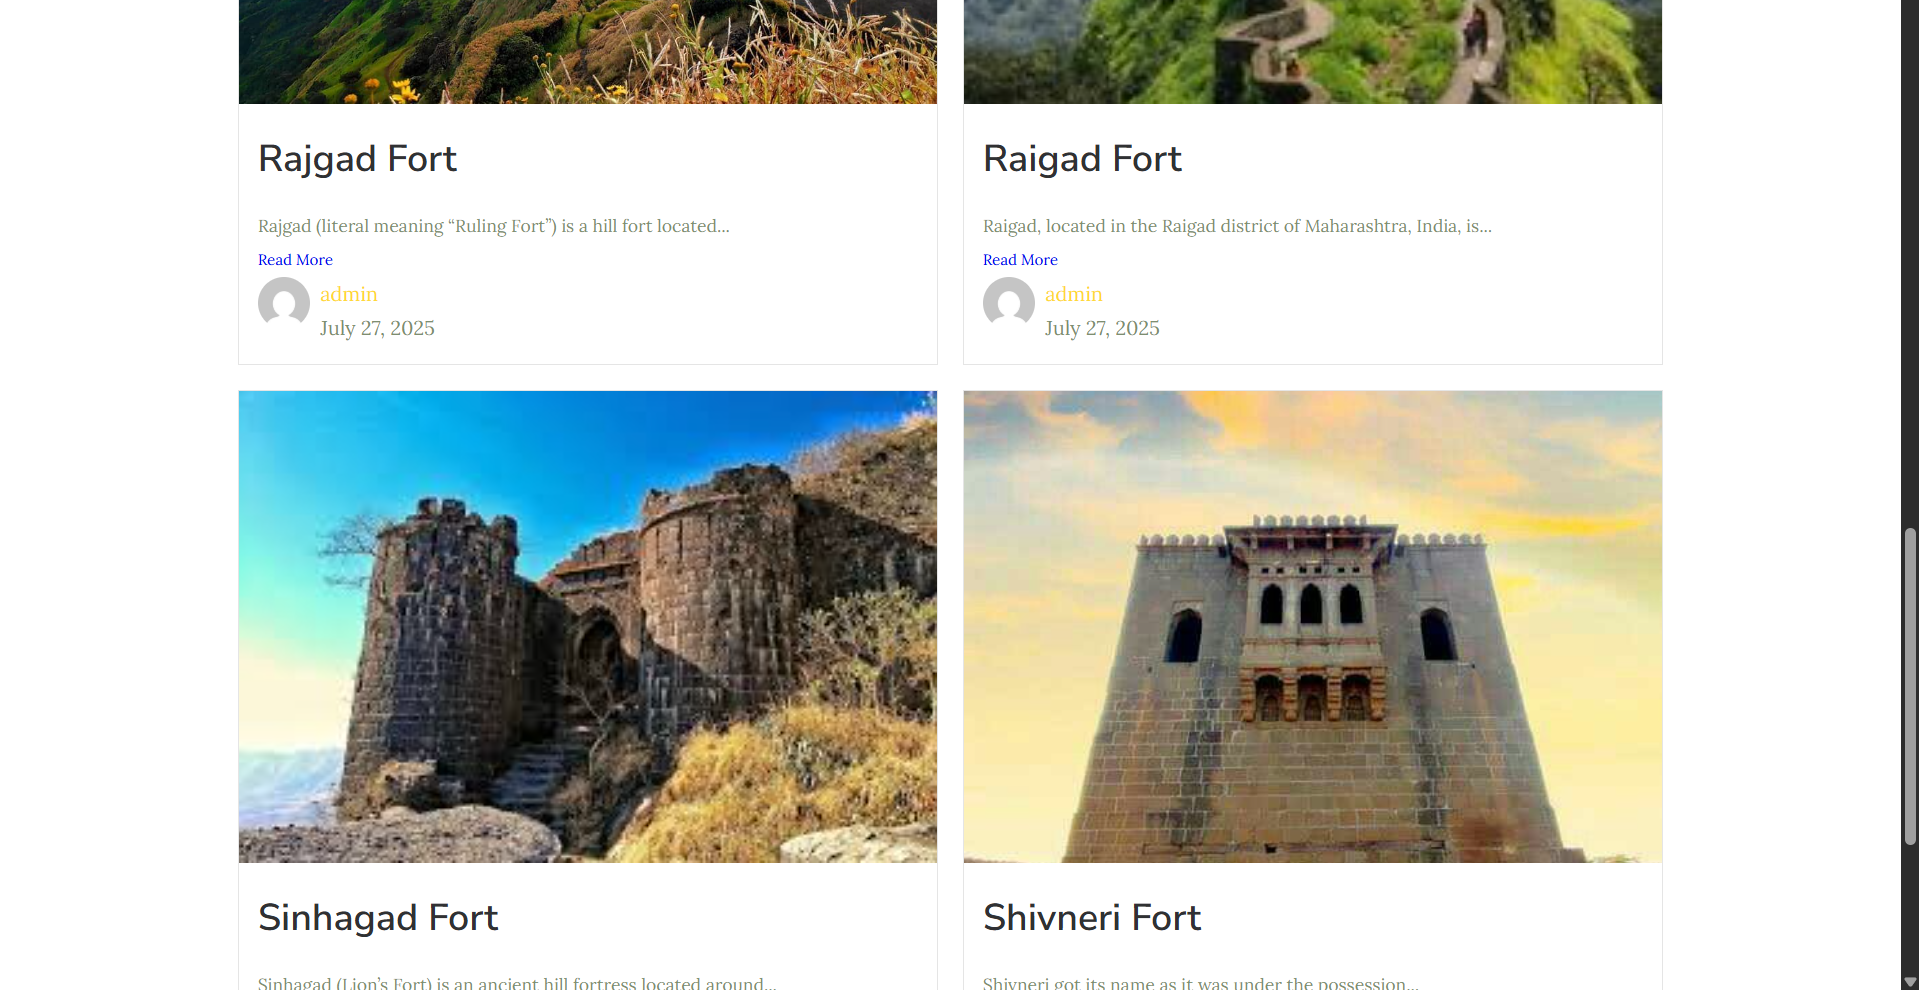 Rajgad Fort
Rajgad (literal meaning “Ruling Fort”) is a hill fort located...
Read More
admin
July 27, 2025
Raigad Fort
Raigad, located in the Raigad district of Maharashtra, India, is...
Read More
admin
July 27, 2025
Sinhagad Fort
Sinhagad (Lion’s Fort) is an ancient hill fortress located around...
Shivneri Fort
Shivneri got its name as it was under the possession...